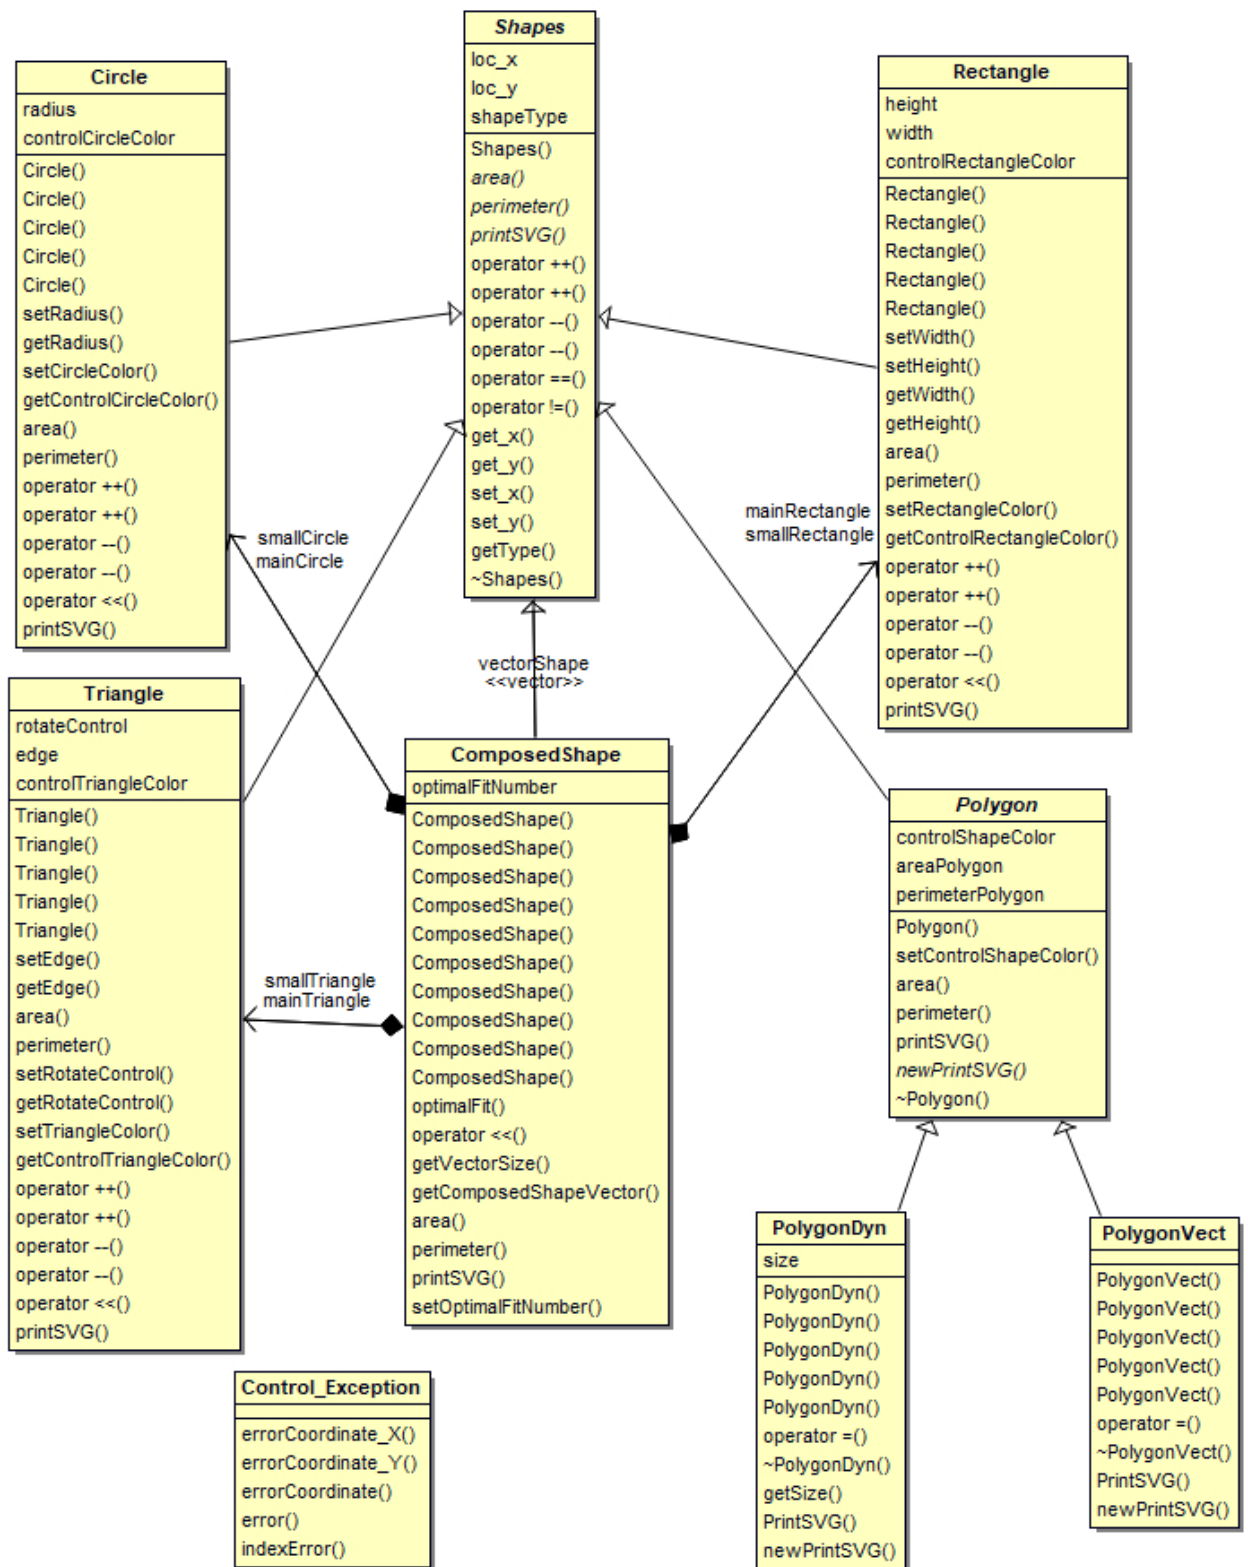 Shapes
loc_x
loc_y
shapeType
Shapes()
area()
perimeter()
printSVG()
operator ++()
operator ++()
operator --()
operator --()
operator ==()
operator !=()
get_x()
get_y()
set_x()
set_y()
getType()
~Shapes()
Circle
radius
controlCircleColor
Circle()
Circle()
Circle()
Circle()
Circle()
setRadius()
getRadius()
setCircleColor()
getControlCircleColor()
area()
perimeter()
operator ++()
operator ++()
operator --()
operator --()
operator <<()
printSVG()
Rectangle
height
width
controlRectangleColor
Rectangle()
Rectangle()
Rectangle()
Rectangle()
Rectangle()
setWidth()
setHeight()
getWidth()
getHeight()
area()
perimeter()
setRectangleColor()
getControlRectangleColor()
operator ++()
operator ++()
operator --()
operator --()
operator <<()
printSVG()
smallCircle
mainCircle
mainRectangle
smallRectangle
vectorShape
<<vector>>
Triangle
rotateControl
edge
controlTriangleColor
Triangle()
Triangle()
Triangle()
Triangle()
Triangle()
setEdge()
getEdge()
area()
perimeter()
setRotateControl()
getRotateControl()
setTriangleColor()
getControlTriangleColor()
operator ++()
operator ++()
operator --()
operator --()
operator <<()
printSVG()
smallTriangle
mainTriangle
ComposedShape
optimalFitNumber
ComposedShape()
ComposedShape()
ComposedShape()
ComposedShape()
ComposedShape()
ComposedShape()
ComposedShape()
ComposedShape()
ComposedShape()
ComposedShape()
optimalFit()
operator <<()
getVectorSize()
getComposedShapeVector()
area()
perimeter()
printSVG()
setOptimalFitNumber()
Polygon
controlShapeColor
areaPolygon
perimeterPolygon
Polygon()
setControlShapeColor()
area()
perimeter()
printSVG()
newPrintSVG()
~Polygon()
PolygonDyn
size
PolygonDyn()
PolygonDyn()
PolygonDyn()
PolygonDyn()
PolygonDyn()
operator =()
~PolygonDyn()
getSize()
PrintSVG()
newPrintSVG()
PolygonVect
PolygonVect()
PolygonVect()
PolygonVect()
PolygonVect()
PolygonVect()
operator =()
~PolygonVect()
PrintSVG()
newPrintSVG()
Control_Exception
errorCoordinate_X()
errorCoordinate_Y()
errorCoordinate()
error()
indexError()